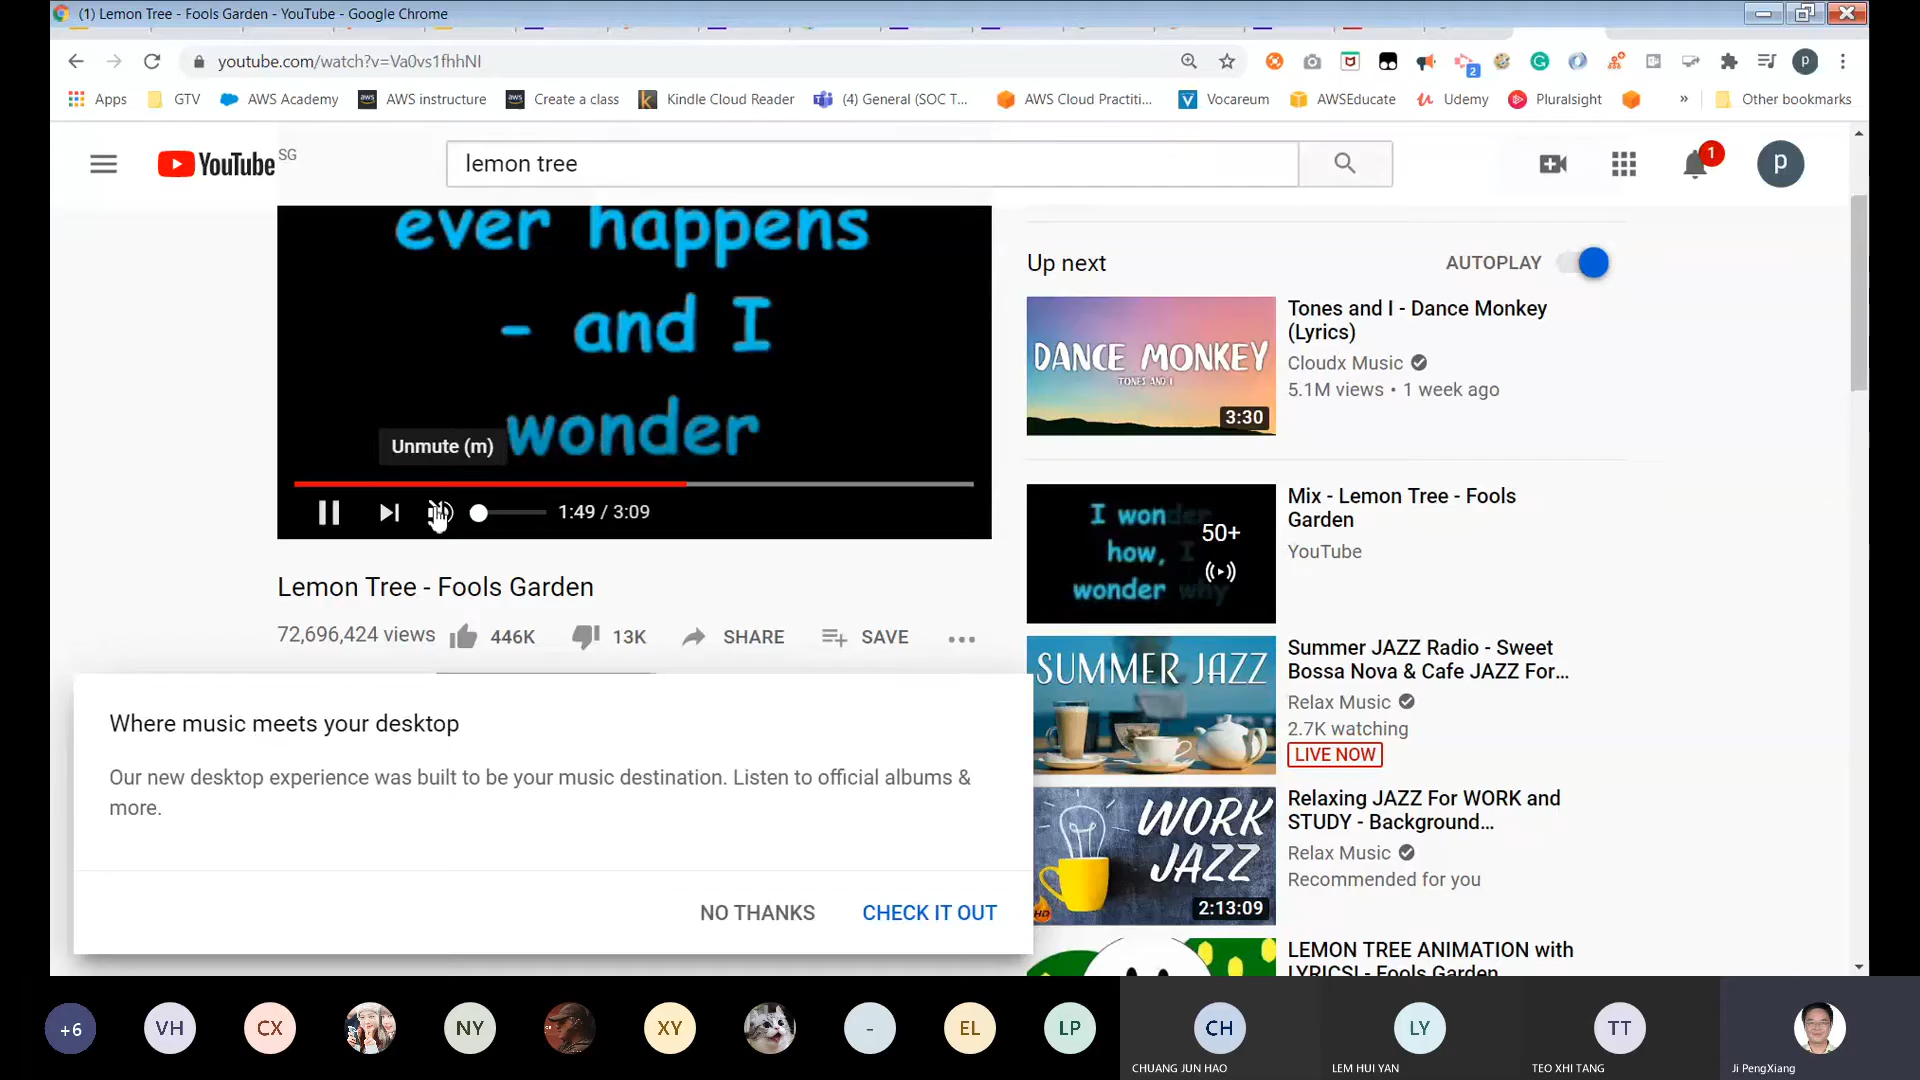 (1) Lemon Tree - Fools Garden - YouTube - Google Chrome
youtube.com/watch?v=Va0vs1fhhNI
2
p
Apps
GTV
AWS Academy
AWS instructure
Create a class
Kindle Cloud Reader
(4) General (SOC T...
AWS Cloud Practiti...
Vocareum
AWSEducate
Udemy
Pluralsight
»
Other bookmarks
YouTube SG
lemon tree
1
p
ever happens
- and I
wonder
Unmute (m)
1:49 / 3:09
Lemon Tree - Fools Garden
72,696,424 views
446K
13K
SHARE
SAVE
Where music meets your desktop
Our new desktop experience was built to be your music destination. Listen to official albums &
more.
NO THANKS
CHECK IT OUT
Up next
AUTOPLAY
DANCE MONKEY
TONES AND I
3:30
Tones and I - Dance Monkey
(Lyrics)
Cloudx Music
5.1M views • 1 week ago
I wonder
how, I
wonder why
50+
Mix - Lemon Tree - Fools
Garden
YouTube
SUMMER JAZZ
Summer JAZZ Radio - Sweet
Bossa Nova & Cafe JAZZ For...
Relax Music
2.7K watching
LIVE NOW
WORK
JAZZ
HD
2:13:09
Relaxing JAZZ For WORK and
STUDY - Background...
Relax Music
Recommended for you
LEMON TREE ANIMATION with
LYRICS! - Fools Garden
+6
VH
CX
NY
XY
-
EL
LP
CH
CHUANG JUN HAO
LY
LEM HUI YAN
TT
TEO XHI TANG
Ji PengXiang